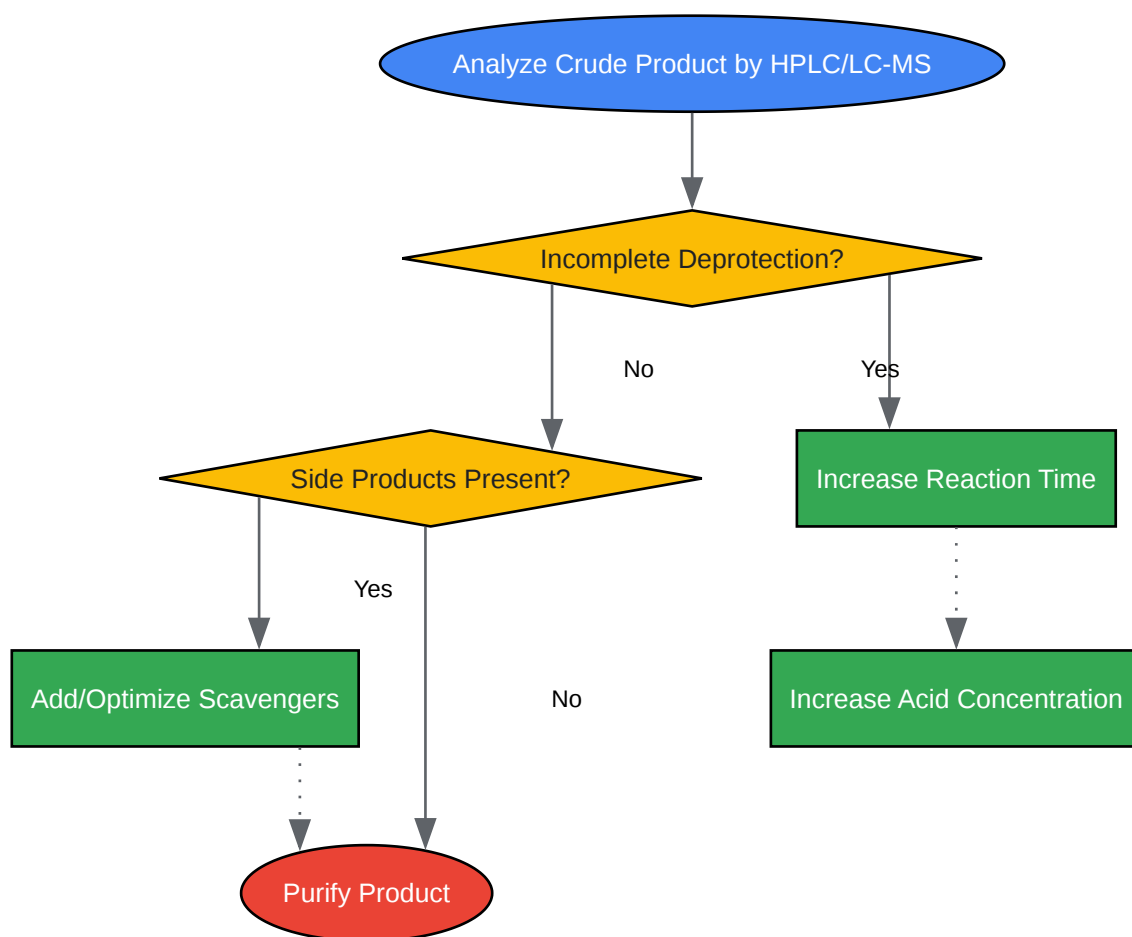 Analyze Crude Product by HPLC/LC-MS
Incomplete Deprotection?
No
Yes
Side Products Present?
Increase Reaction Time
Yes
Add/Optimize Scavengers
No
Increase Acid Concentration
Purify Product